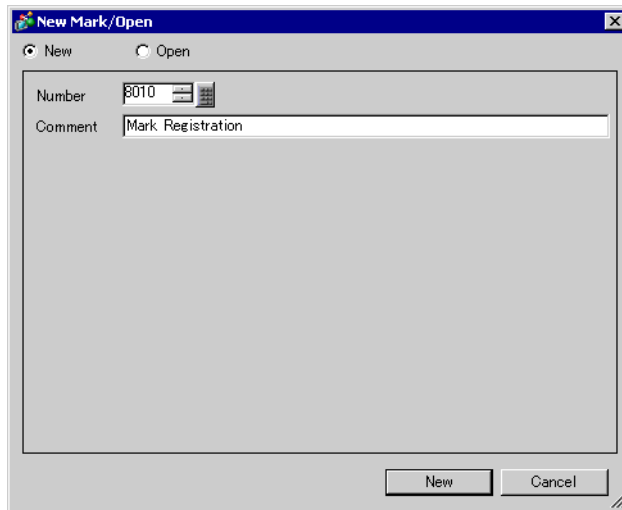 New Mark/Open
New Open
Number 8010
Comment Mark Registration
New Cancel